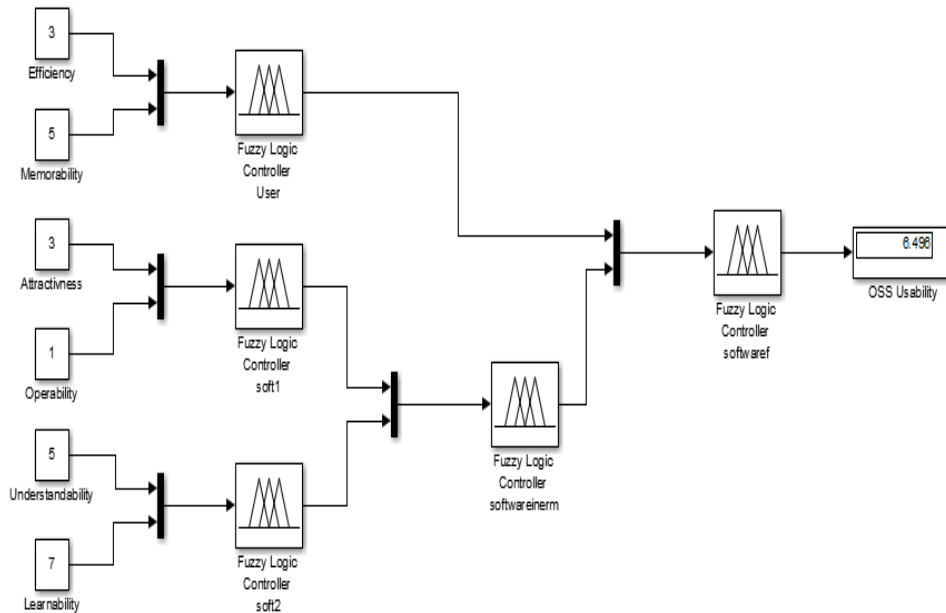 3
Efficiency
5
Memorability
Fuzzy Logic
Controller
User
3
Attractivness
1
Operability
Fuzzy Logic
Controller
soft1
5
Understandability
7
Learnability
Fuzzy Logic
Controller
soft2
Fuzzy Logic
Controller
softwareinerm
Fuzzy Logic
Controller
softwaref
6.496
OSS Usability